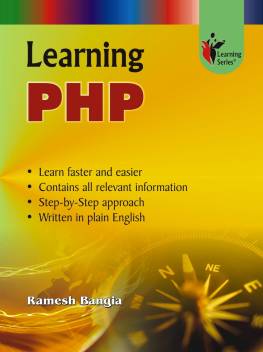 Learning
Series®
Learning
PHP
• Learn faster and easier
• Contains all relevant information
• Step-by-Step approach
• Written in plain English
N
NE
E
Ramesh Bangia